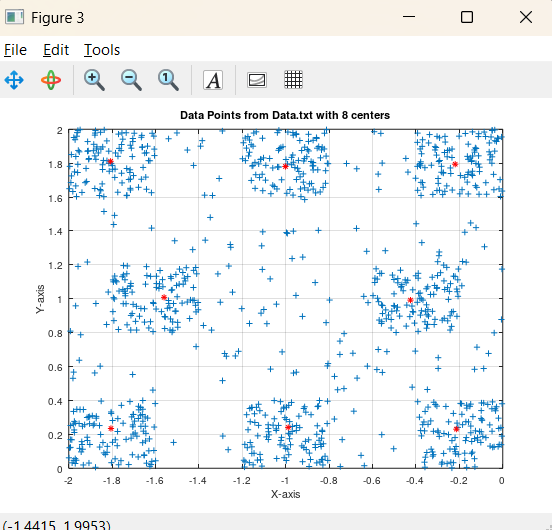 Figure 3
File Edit Tools
A
Data Points from Data.txt with 8 centers
2
1.8
1.6
1.4
1.2
1
0.8
0.6
0.4
0.2
0
Y-axis
-2 -1.8 -1.6 -1.4 -1.2 -1 -0.8 -0.6 -0.4 -0.2 0
X-axis
(-1.4415, 1.9953)